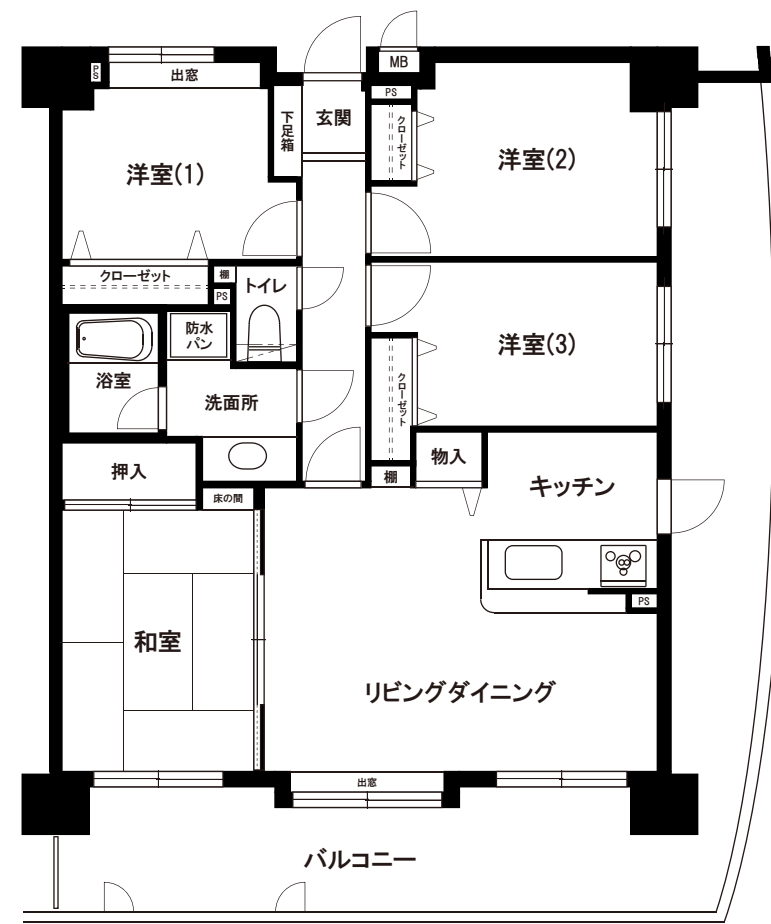 MB
PS
出窓
PS
下足箱
玄関
クローゼット
洋室(1)
洋室(2)
クローゼット
棚
トイレ
PS
防水
パン
洋室(3)
浴室
クローゼット
洗面所
押入
物入
棚
キッチン
床の間
PS
和室
リビングダイニング
出窓
バルコニー